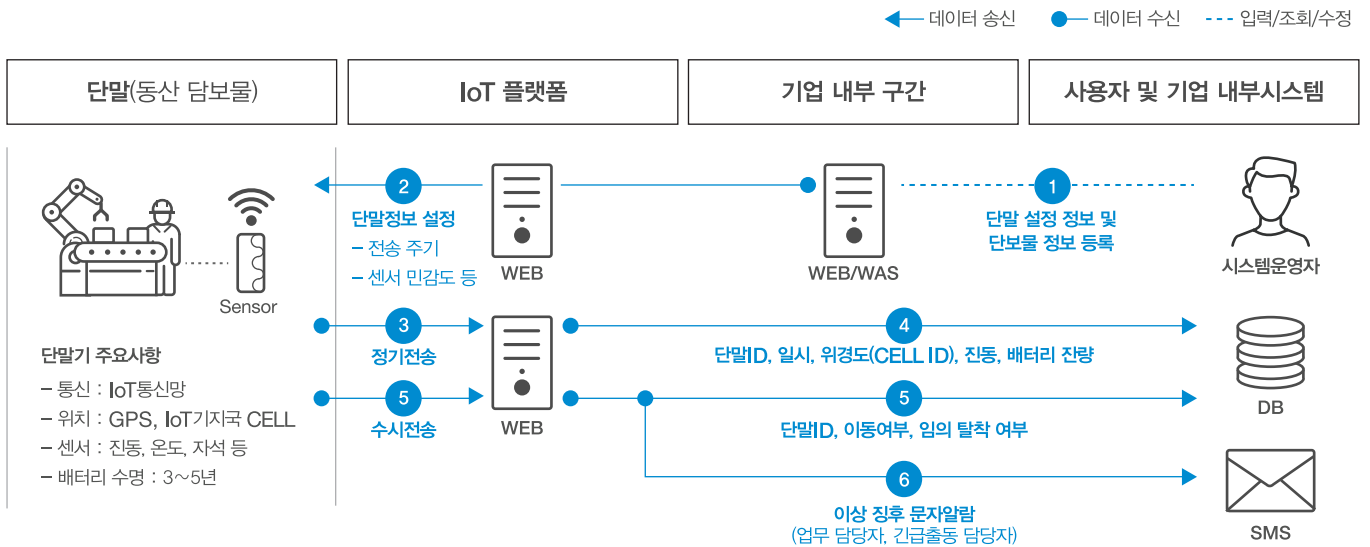 데이터 송신
데이터 수신
입력/조회/수정
단말(동산 담보물)
IoT 플랫폼
기업 내부 구간
사용자 및 기업 내부시스템
2
단말정보 설정
– 전송 주기
– 센서 민감도 등
WEB
WEB/WAS
1
단말 설정 정보 및
단보물 정보 등록
시스템운영자
Sensor
단말기 주요사항
– 통신 : IoT통신망
– 위치 : GPS, IoT기지국 CELL
– 센서 : 진동, 온도, 자석 등
– 배터리 수명 : 3~5년
3
정기전송
5
수시전송
WEB
4
단말ID, 일시, 위경도(CELL ID), 진동, 배터리 잔량
5
단말ID, 이동여부, 임의 탈착 여부
6
이상 징후 문자알람
(업무 담당자, 긴급출동 담당자)
DB
SMS